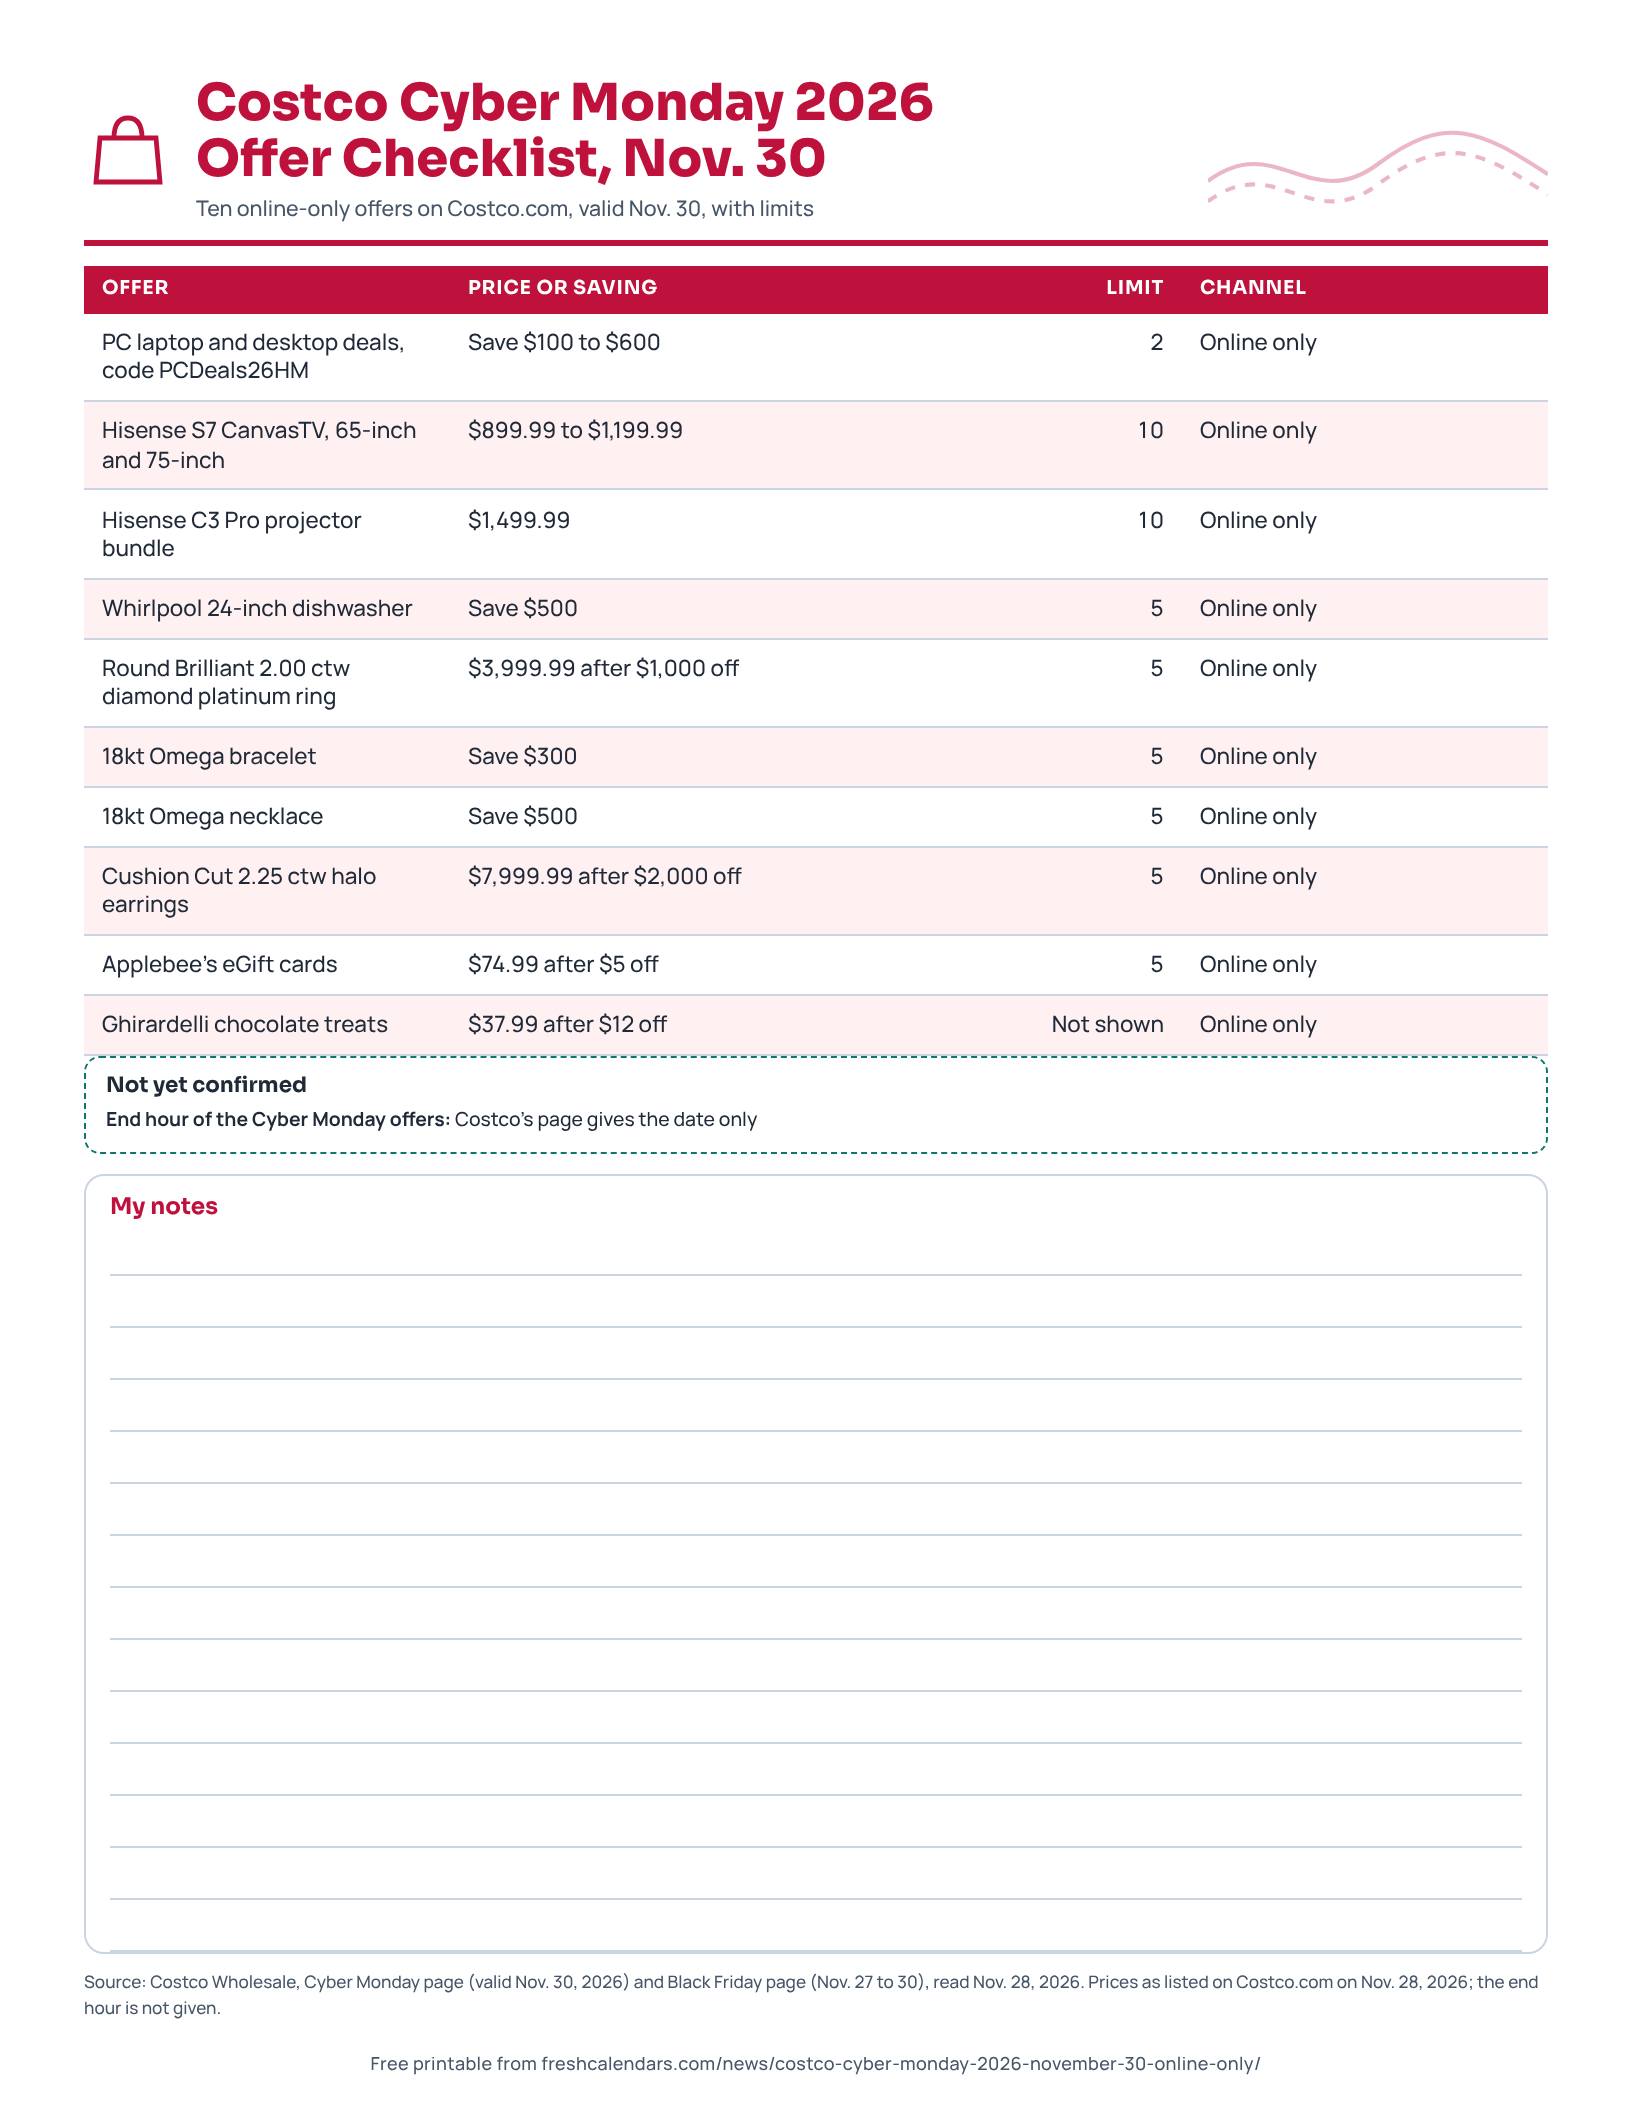 Costco Cyber Monday 2026
Offer Checklist, Nov. 30
Ten online-only offers on Costco.com, valid Nov. 30, with limits
OFFER PRICE OR SAVING LIMIT CHANNEL
PC laptop and desktop deals, Save $100 to $600 2 Online only
code PCDeals26HM
Hisense S7 CanvasTV, 65-inch $899.99 to $1,199.99 10 Online only
and 75-inch
Hisense C3 Pro projector $1,499.99 10 Online only
bundle
Whirlpool 24-inch dishwasher Save $500 5 Online only
Round Brilliant 2.00 ctw $3,999.99 after $1,000 off 5 Online only
diamond platinum ring
18kt Omega bracelet Save $300 5 Online only
18kt Omega necklace Save $500 5 Online only
Cushion Cut 2.25 ctw halo $7,999.99 after $2,000 off 5 Online only
earrings
Applebee's eGift cards $74.99 after $5 off 5 Online only
Ghirardelli chocolate treats $37.99 after $12 off Not shown Online only
Not yet confirmed
End hour of the Cyber Monday offers: Costco's page gives the date only
My notes
Source: Costco Wholesale, Cyber Monday page (valid Nov. 30, 2026) and Black Friday page (Nov. 27 to 30), read Nov. 28, 2026. Prices as listed on Costco.com on Nov. 28, 2026; the end
hour is not given.
Free printable from freshcalendars.com/news/costco-cyber-monday-2026-november-30-online-only/